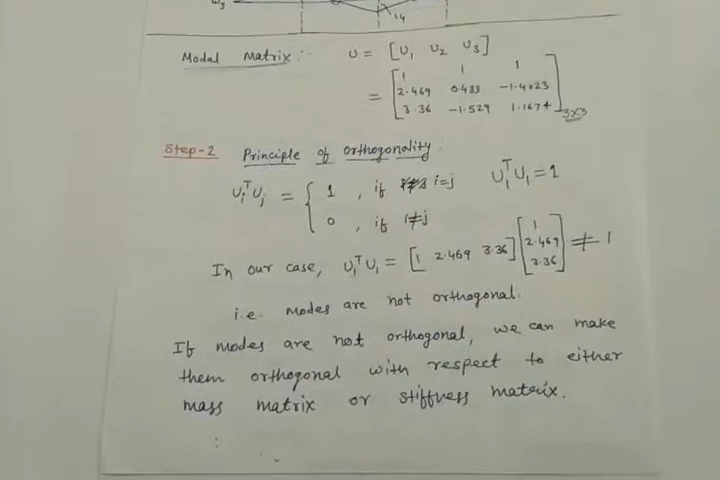 Modal Matrix :- U = [U₁ U₂ U₃]
= [1 1 1
2.469 0.433 -1.4023
3.36 -1.529 1.1674]3×3
Step-2 Principle of orthogonality :
UᵢᵀUⱼ = { 1 , if i=j U₁ᵀU₁ = 1
0 , if i≠j
In our case, U₁ᵀU₁ = [1 2.469 3.36] [1 2.469 3.36] ≠ 1
i.e. modes are not orthogonal.
If modes are not orthogonal, we can make
them orthogonal with respect to either
mass matrix or stiffness matrix.